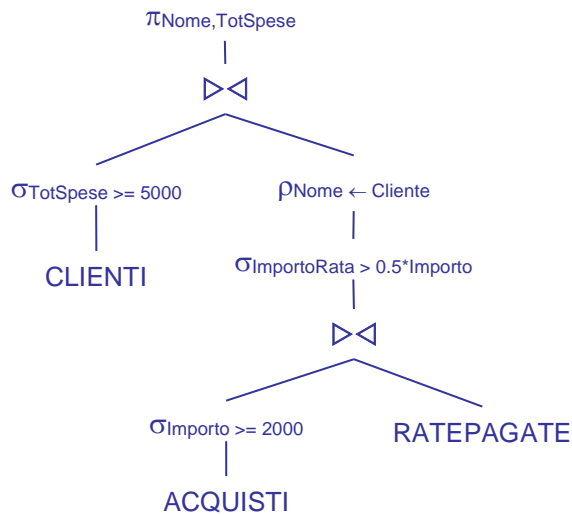 πNome,TotSpese
▷◁
σTotSpese >= 5000
ρNome ← Cliente
CLIENTI
σImportoRata > 0.5*Importo
▷◁
σImporto >= 2000
RATEPAGATE
ACQUISTI